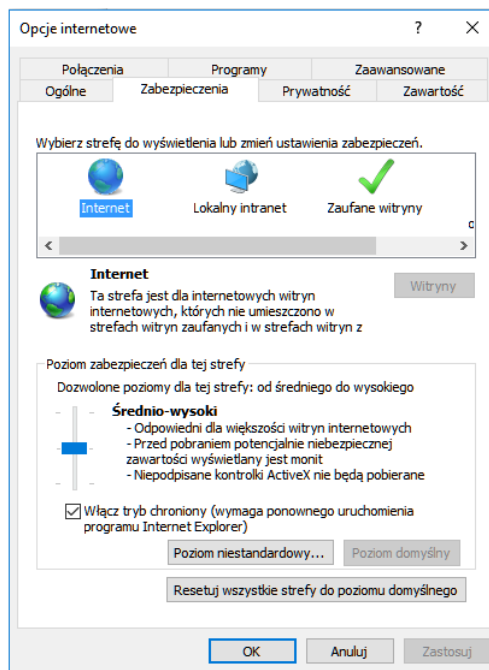 Opcje internetowe ? X
Połączenia Programy Zaawansowane
Ogólne Zabezpieczenia Prywatność Zawartość
Wybierz strefę do wyświetlenia lub zmień ustawienia zabezpieczeń.
Internet Lokalny intranet Zaufane witryny
Internet
Witryny
Ta strefa jest dla internetowych witryn
internetowych, których nie umieszczono w
strefach witryn zaufanych i w strefach witryn z
Poziom zabezpieczeń dla tej strefy
Dozwolone poziomy dla tej strefy: od średniego do wysokiego
Średnio-wysoki
- Odpowiedni dla większości witryn internetowych
- Przed pobraniem potencjalnie niebezpiecznej
zawartości wyświetlany jest monit
- Niepodpisane kontrolki ActiveX nie będą pobierane
Włącz tryb chroniony (wymaga ponownego uruchomienia
programu Internet Explorer)
Poziom niestandardowy... Poziom domyślny
Resetuj wszystkie strefy do poziomu domyślnego
OK Anuluj Zastosuj